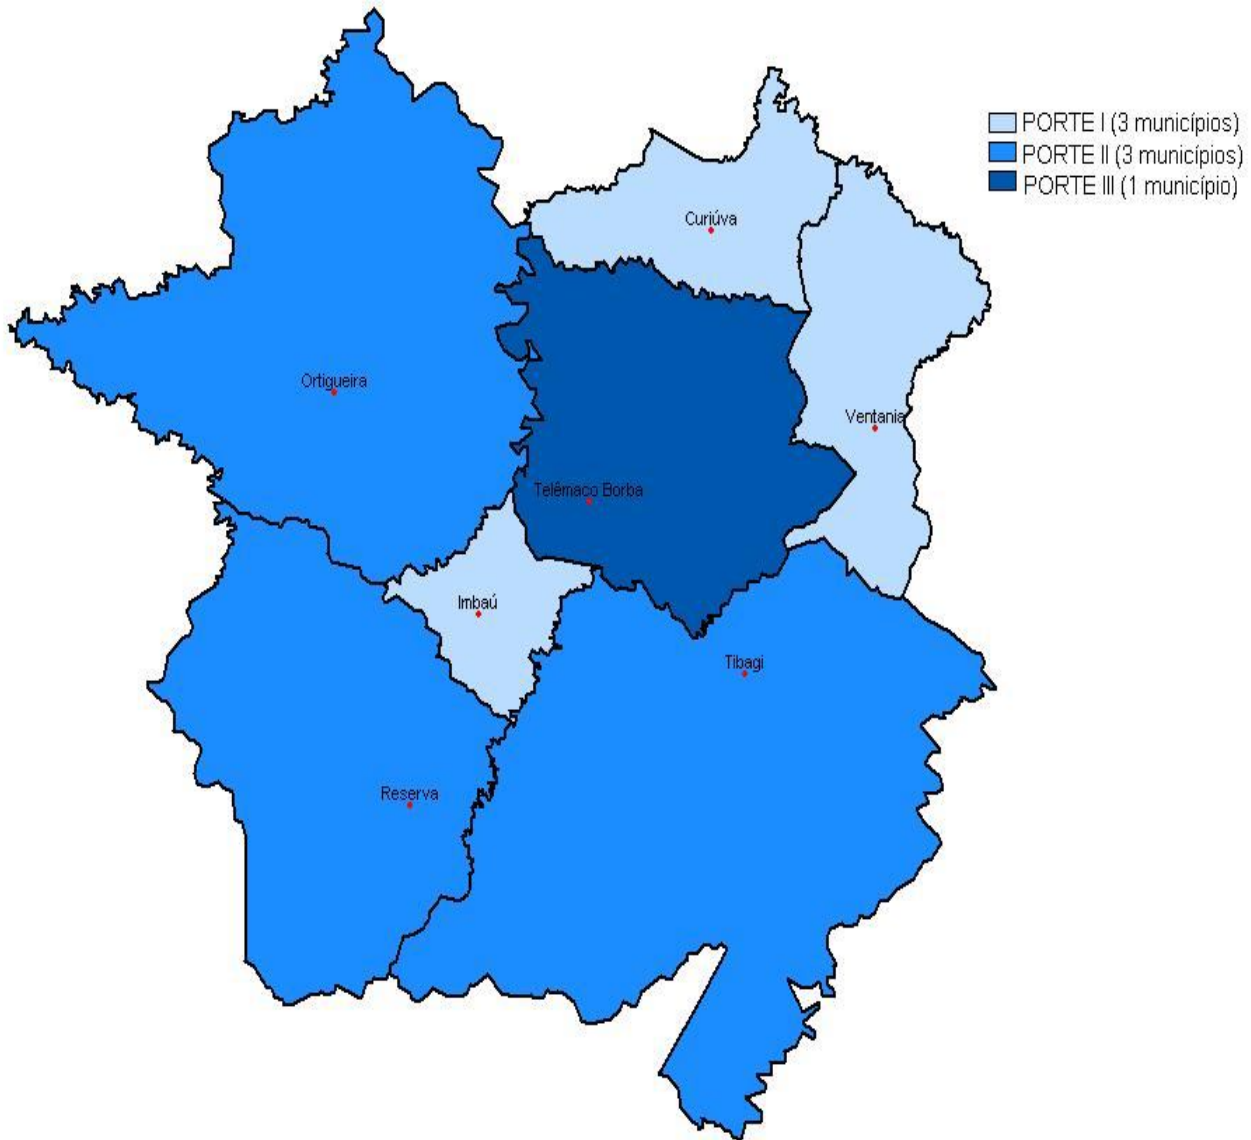 PORTE I (3 municípios)
PORTE II (3 municípios)
PORTE III (1 município)
Curiúva
Ortigueira
Ventania
Telêmaco Borba
Imbaú
Tibagi
Reserva